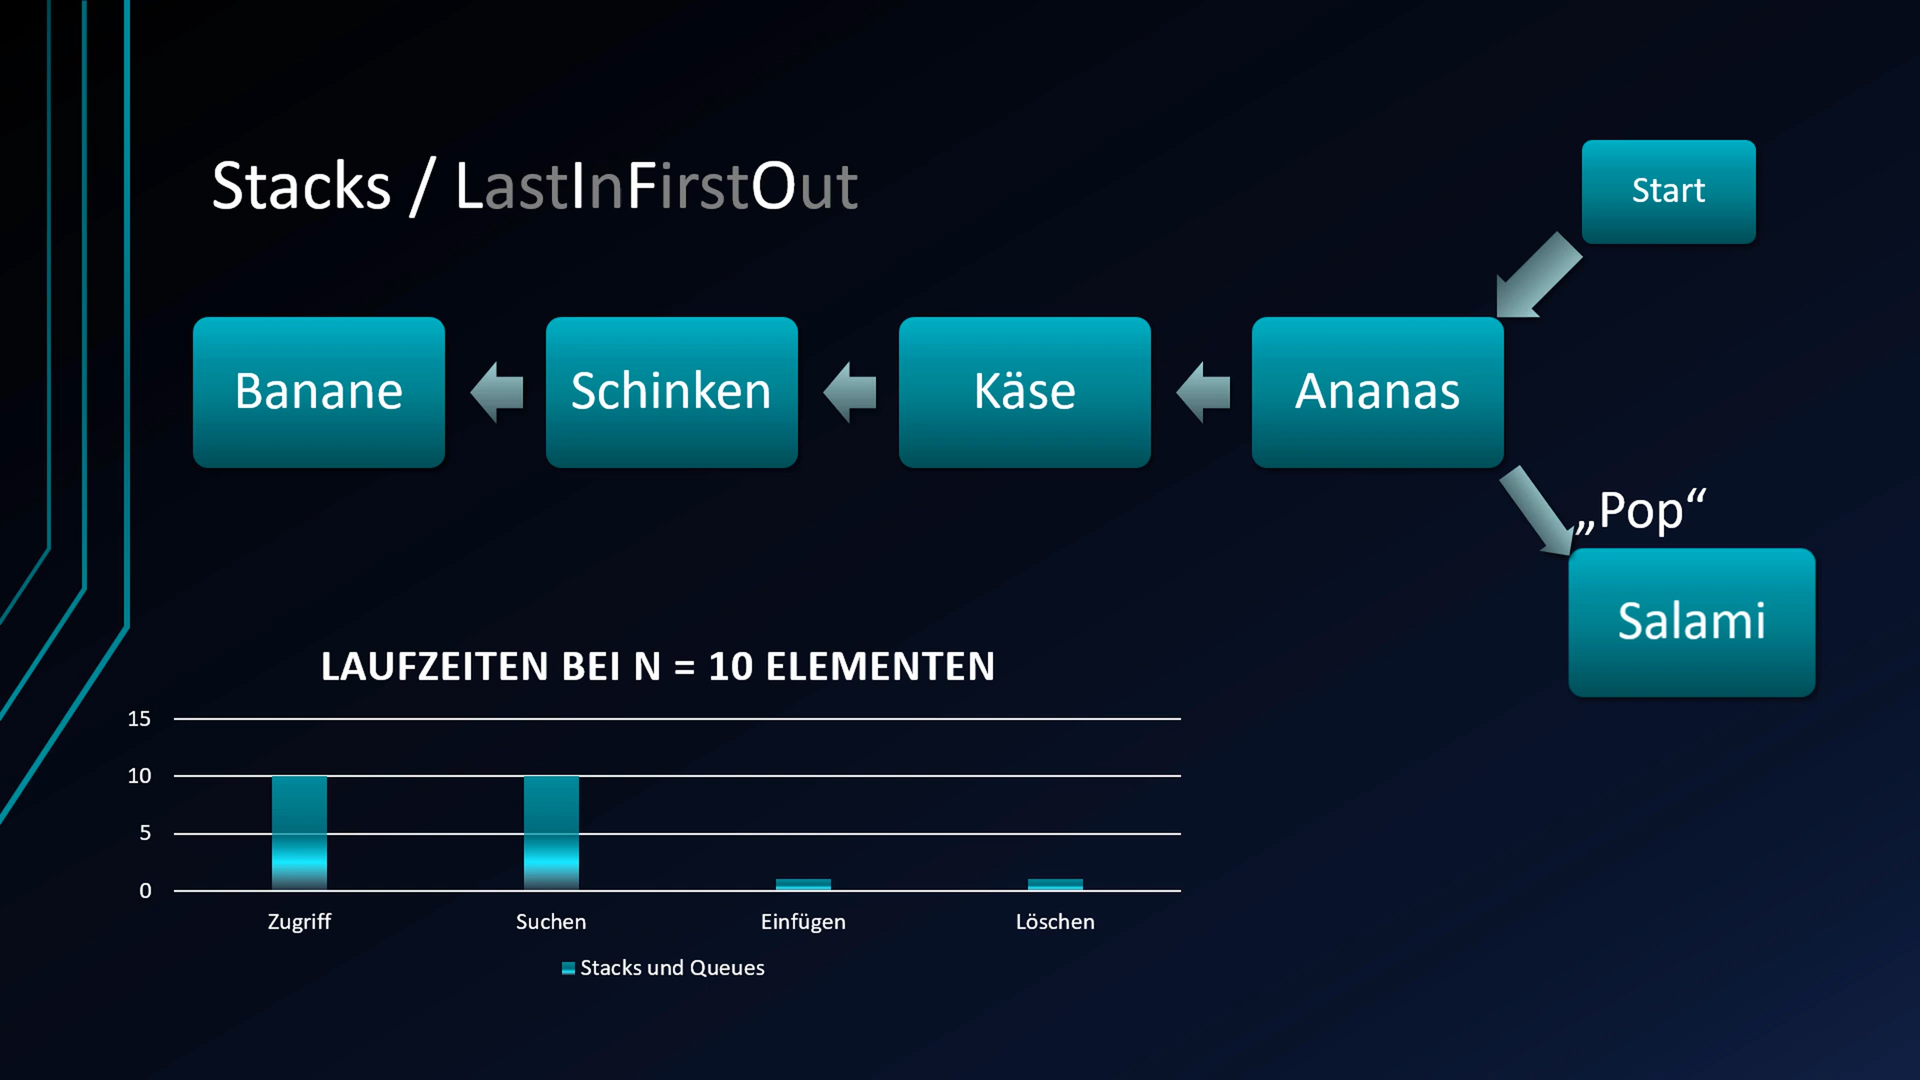 Stacks / LastInFirstOut
Start
Banane
Schinken
Käse
Ananas
„Pop“
Salami
LAUFZEITEN BEI N = 10 ELEMENTEN
15
10
5
0
Zugriff
Suchen
Einfügen
Löschen
Stacks und Queues